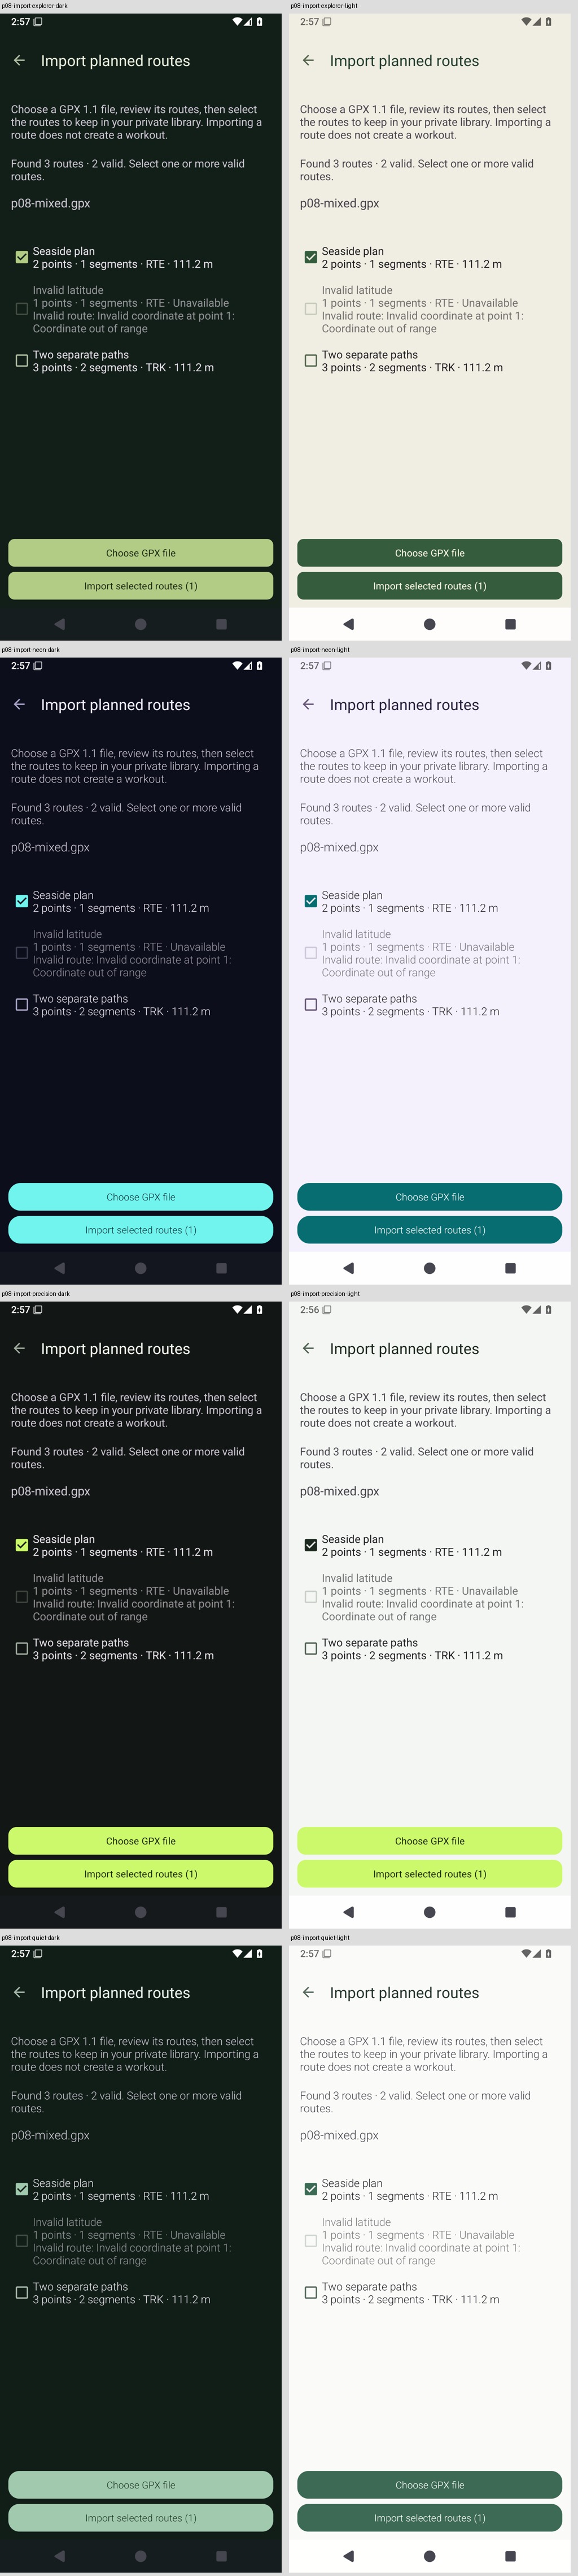 p08-import-explorer-dark
2:57
Import planned routes
Choose a GPX 1.1 file, review its routes, then select
the routes to keep in your private library. Importing a
route does not create a workout.
Found 3 routes · 2 valid. Select one or more valid
routes.
p08-mixed.gpx
Seaside plan
2 points · 1 segments · RTE · 111.2 m
Invalid latitude
1 points · 1 segments · RTE · Unavailable
Invalid route: Invalid coordinate at point 1:
Coordinate out of range
Two separate paths
3 points · 2 segments · TRK · 111.2 m
Choose GPX file
Import selected routes (1)
p08-import-explorer-light
2:57
Import planned routes
Choose a GPX 1.1 file, review its routes, then select
the routes to keep in your private library. Importing a
route does not create a workout.
Found 3 routes · 2 valid. Select one or more valid
routes.
p08-mixed.gpx
Seaside plan
2 points · 1 segments · RTE · 111.2 m
Invalid latitude
1 points · 1 segments · RTE · Unavailable
Invalid route: Invalid coordinate at point 1:
Coordinate out of range
Two separate paths
3 points · 2 segments · TRK · 111.2 m
Choose GPX file
Import selected routes (1)
p08-import-neon-dark
2:57
Import planned routes
Choose a GPX 1.1 file, review its routes, then select
the routes to keep in your private library. Importing a
route does not create a workout.
Found 3 routes · 2 valid. Select one or more valid
routes.
p08-mixed.gpx
Seaside plan
2 points · 1 segments · RTE · 111.2 m
Invalid latitude
1 points · 1 segments · RTE · Unavailable
Invalid route: Invalid coordinate at point 1:
Coordinate out of range
Two separate paths
3 points · 2 segments · TRK · 111.2 m
Choose GPX file
Import selected routes (1)
p08-import-neon-light
2:57
Import planned routes
Choose a GPX 1.1 file, review its routes, then select
the routes to keep in your private library. Importing a
route does not create a workout.
Found 3 routes · 2 valid. Select one or more valid
routes.
p08-mixed.gpx
Seaside plan
2 points · 1 segments · RTE · 111.2 m
Invalid latitude
1 points · 1 segments · RTE · Unavailable
Invalid route: Invalid coordinate at point 1:
Coordinate out of range
Two separate paths
3 points · 2 segments · TRK · 111.2 m
Choose GPX file
Import selected routes (1)
p08-import-precision-dark
2:57
Import planned routes
Choose a GPX 1.1 file, review its routes, then select
the routes to keep in your private library. Importing a
route does not create a workout.
Found 3 routes · 2 valid. Select one or more valid
routes.
p08-mixed.gpx
Seaside plan
2 points · 1 segments · RTE · 111.2 m
Invalid latitude
1 points · 1 segments · RTE · Unavailable
Invalid route: Invalid coordinate at point 1:
Coordinate out of range
Two separate paths
3 points · 2 segments · TRK · 111.2 m
Choose GPX file
Import selected routes (1)
p08-import-precision-light
2:56
Import planned routes
Choose a GPX 1.1 file, review its routes, then select
the routes to keep in your private library. Importing a
route does not create a workout.
Found 3 routes · 2 valid. Select one or more valid
routes.
p08-mixed.gpx
Seaside plan
2 points · 1 segments · RTE · 111.2 m
Invalid latitude
1 points · 1 segments · RTE · Unavailable
Invalid route: Invalid coordinate at point 1:
Coordinate out of range
Two separate paths
3 points · 2 segments · TRK · 111.2 m
Choose GPX file
Import selected routes (1)
p08-import-quiet-dark
2:57
Import planned routes
Choose a GPX 1.1 file, review its routes, then select
the routes to keep in your private library. Importing a
route does not create a workout.
Found 3 routes · 2 valid. Select one or more valid
routes.
p08-mixed.gpx
Seaside plan
2 points · 1 segments · RTE · 111.2 m
Invalid latitude
1 points · 1 segments · RTE · Unavailable
Invalid route: Invalid coordinate at point 1:
Coordinate out of range
Two separate paths
3 points · 2 segments · TRK · 111.2 m
Choose GPX file
Import selected routes (1)
p08-import-quiet-light
2:57
Import planned routes
Choose a GPX 1.1 file, review its routes, then select
the routes to keep in your private library. Importing a
route does not create a workout.
Found 3 routes · 2 valid. Select one or more valid
routes.
p08-mixed.gpx
Seaside plan
2 points · 1 segments · RTE · 111.2 m
Invalid latitude
1 points · 1 segments · RTE · Unavailable
Invalid route: Invalid coordinate at point 1:
Coordinate out of range
Two separate paths
3 points · 2 segments · TRK · 111.2 m
Choose GPX file
Import selected routes (1)